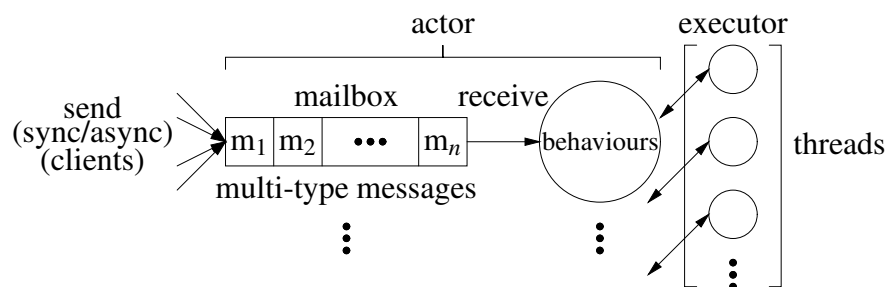 actor
executor
send
(sync/async)
(clients)
mailbox
receive
m1 m2 ••• mn
behaviours
threads
multi-type messages